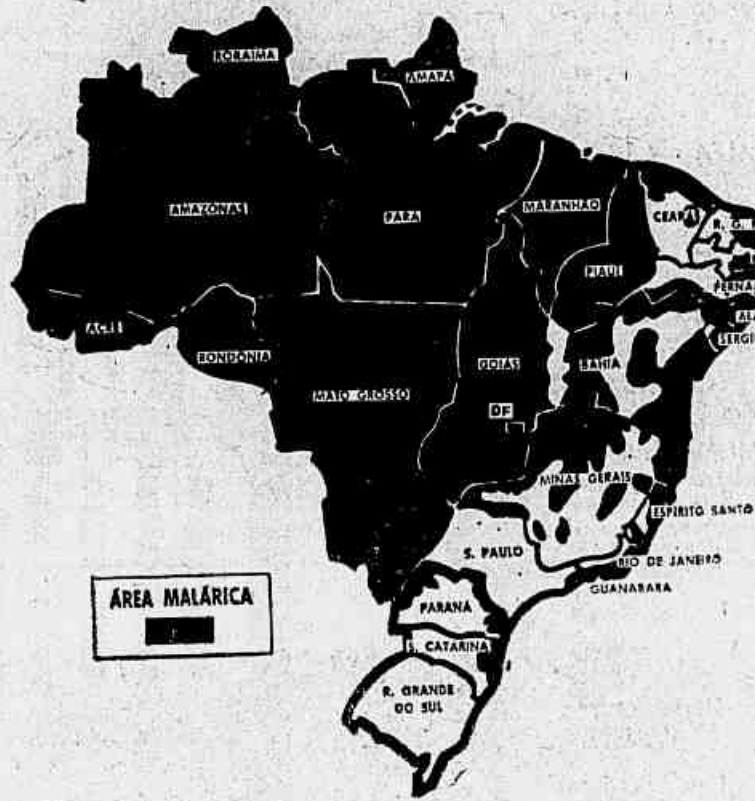 RORAIMA
AMAPÁ
AMAZONAS
PARÁ
MARANHÃO
CEARÁ
R. G.
PIAUÍ
ACRE
RONDÔNIA
MATO GROSSO
GOIÁS
DF
BAHIA
MINAS GERAIS
ESPÍRITO SANTO
S. PAULO
RIO DE JANEIRO
GUANABARA
PARANÁ
S. CATARINA
R. GRANDE
DO SUL
ÁREA MALÁRICA